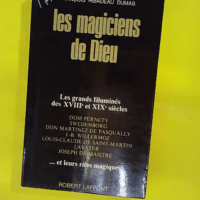 FRANÇOIS RIBADEAU DUMAS
les magiciens
de Dieu
Les grands Illuminés
des XVIIIe et XIXe siècles
DOM PERNETY
SWEDENBORG
DON MARTINEZ DE PASQUALLY
J.-B. WILLERMOZ
LOUIS-CLAUDE DE SAINT-MARTIN
LAVATER
JOSEPH DE MAISTRE
... et leurs rites magiques
ROBERT LAFFONT